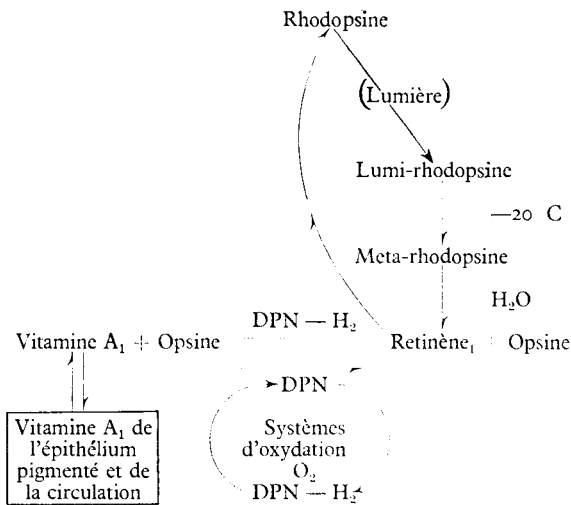 Rhodopsine
(Lumière)
Lumi-rhodopsine
—20 C
Meta-rhodopsine
H₂O
DPN — H₂
Vitamine A₁ + Opsine
Retinène₁ + Opsine
DPN
Vitamine A₁ de
l'épithélium
pigmenté et de
la circulation
Systèmes
d'oxydation
O₂
DPN — H₂